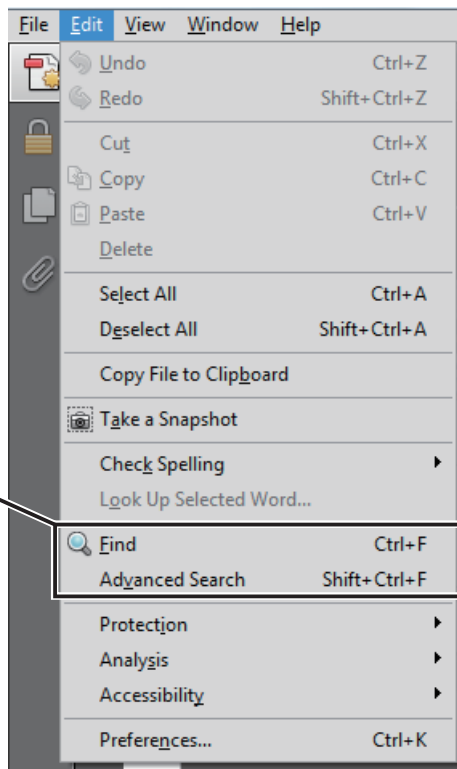 File Edit View Window Help
Undo Ctrl+Z
Redo Shift+Ctrl+Z
Cut Ctrl+X
Copy Ctrl+C
Paste Ctrl+V
Delete
Select All Ctrl+A
Deselect All Shift+Ctrl+A
Copy File to Clipboard
Take a Snapshot
Check Spelling
Look Up Selected Word...
Find Ctrl+F
Advanced Search Shift+Ctrl+F
Protection
Analysis
Accessibility
Preferences... Ctrl+K